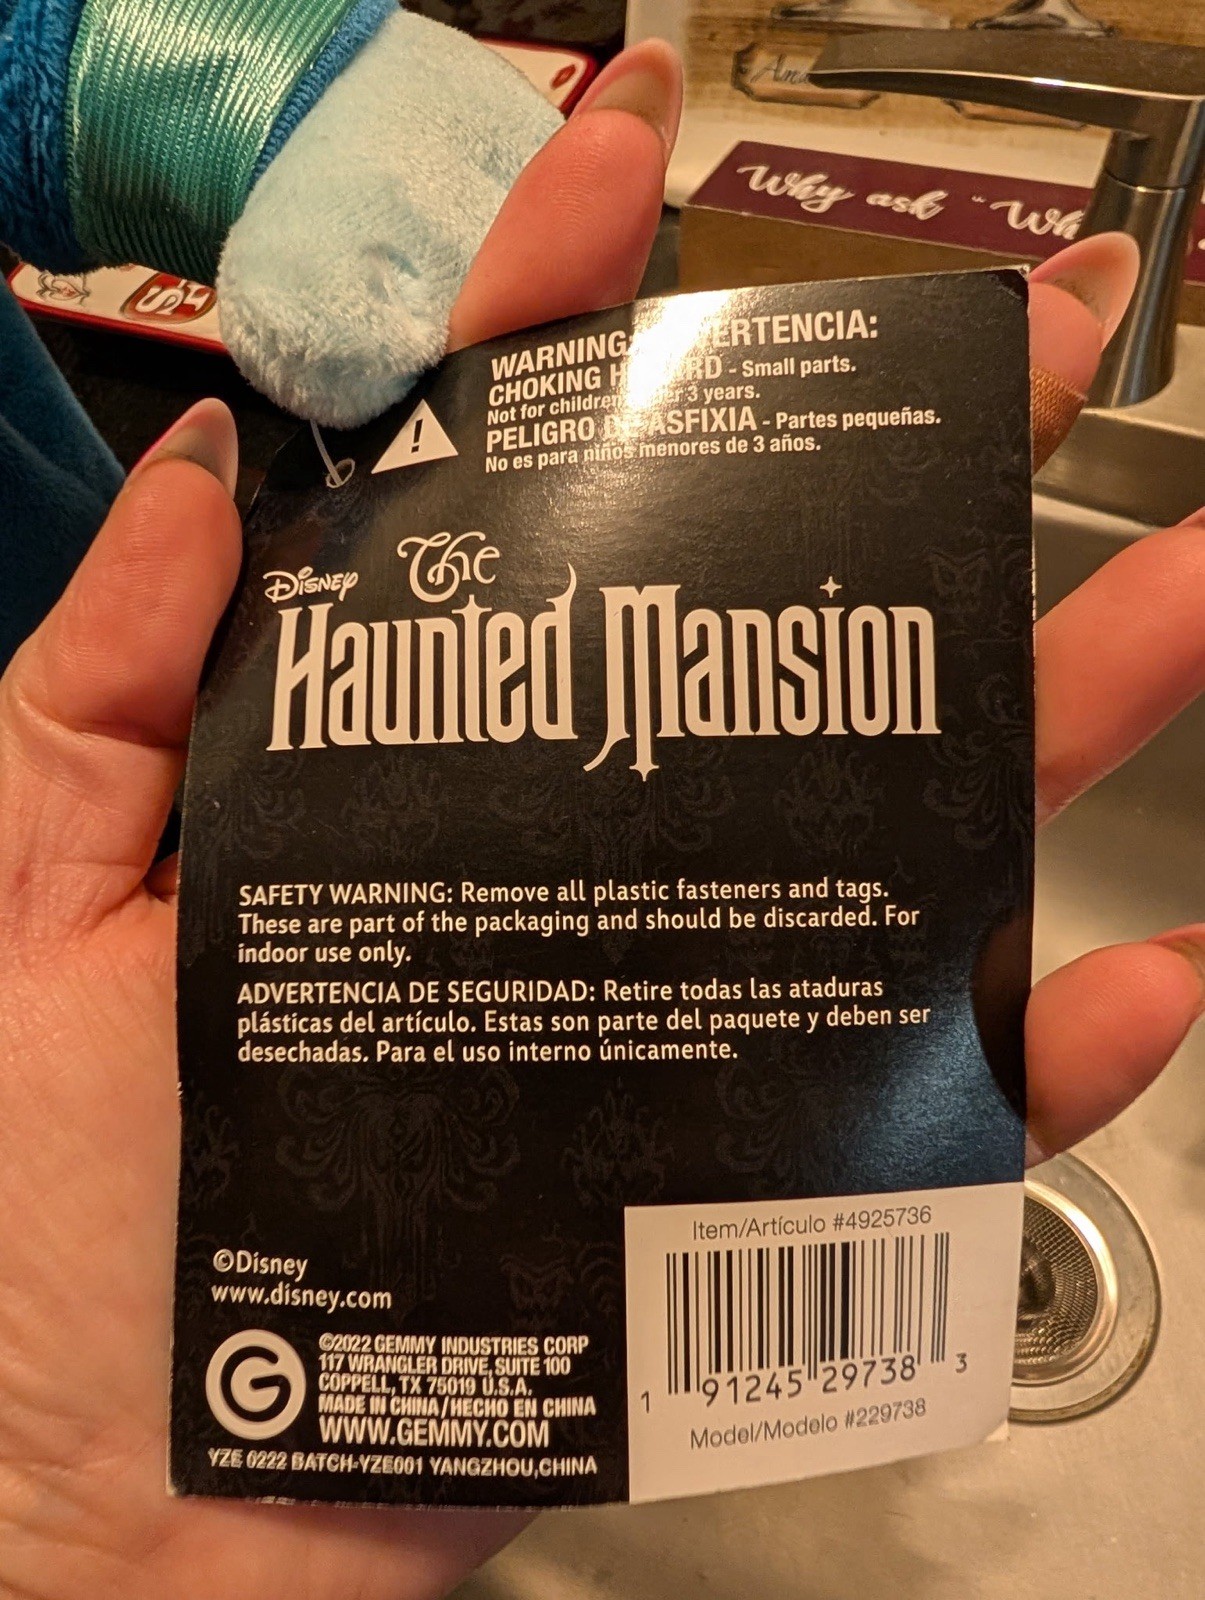 Why ask "Wh
WARNING ERTENCIA:
CHOKING H RD - Small parts.
Not for children er 3 years.
PELIGRO DE ASFIXIA - Partes pequeñas.
No es para niños menores de 3 años.
!
Disney The
Haunted Mansion
SAFETY WARNING: Remove all plastic fasteners and tags.
These are part of the packaging and should be discarded. For
indoor use only.
ADVERTENCIA DE SEGURIDAD: Retire todas las ataduras
plásticas del artículo. Estas son parte del paquete y deben ser
desechadas. Para el uso interno únicamente.
©Disney
www.disney.com
G
©2022 GEMMY INDUSTRIES CORP
117 WRANGLER DRIVE, SUITE 100
COPPELL, TX 75019 U.S.A.
MADE IN CHINA/HECHO EN CHINA
WWW.GEMMY.COM
YZE 0222 BATCH-YZE001 YANGZHOU,CHINA
Item/Artículo #4925736
1 91245 29738 3
Model/Modelo #229738